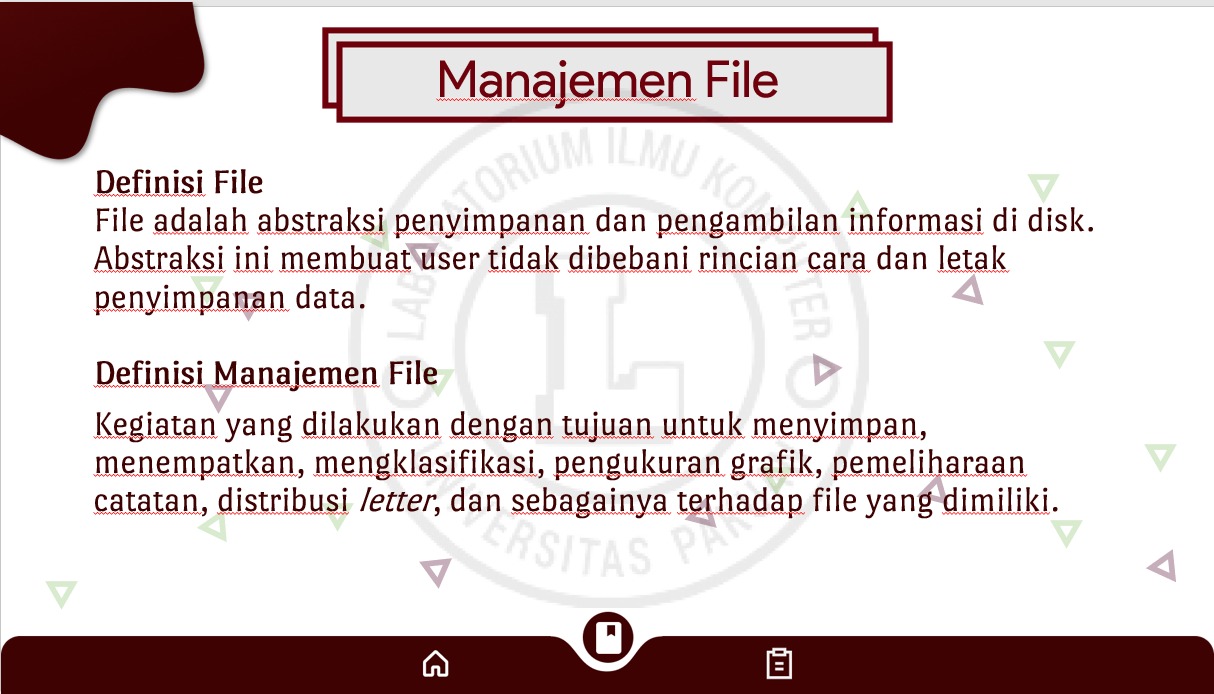 Manajemen File
Definisi File
File adalah abstraksi penyimpanan dan pengambilan informasi di disk.
Abstraksi ini membuat user tidak dibebani rincian cara dan letak
penyimpanan data.
Definisi Manajemen File
Kegiatan yang dilakukan dengan tujuan untuk menyimpan,
menempatkan, mengklasifikasi, pengukuran grafik, pemeliharaan
catatan, distribusi letter, dan sebagainya terhadap file yang dimiliki.
LABORATORIUM ILMU KOMPUTER
UNIVERSITAS
L